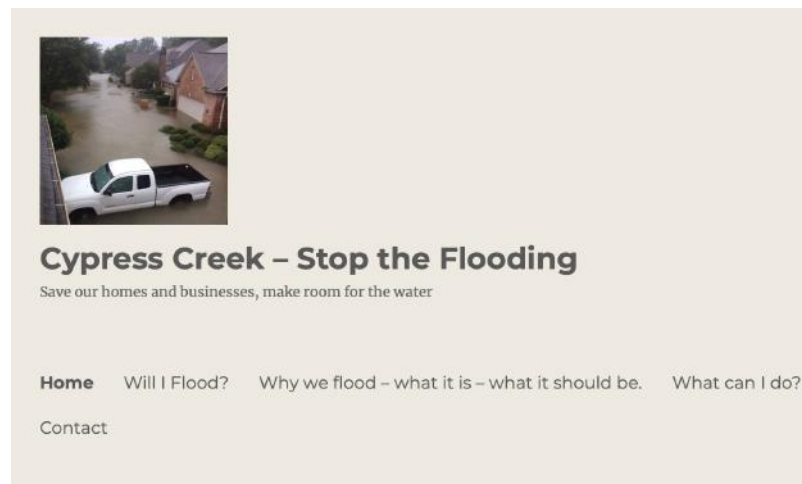 Cypress Creek – Stop the Flooding
Save our homes and businesses, make room for the water
Home Will I Flood? Why we flood – what it is – what it should be. What can I do?
Contact